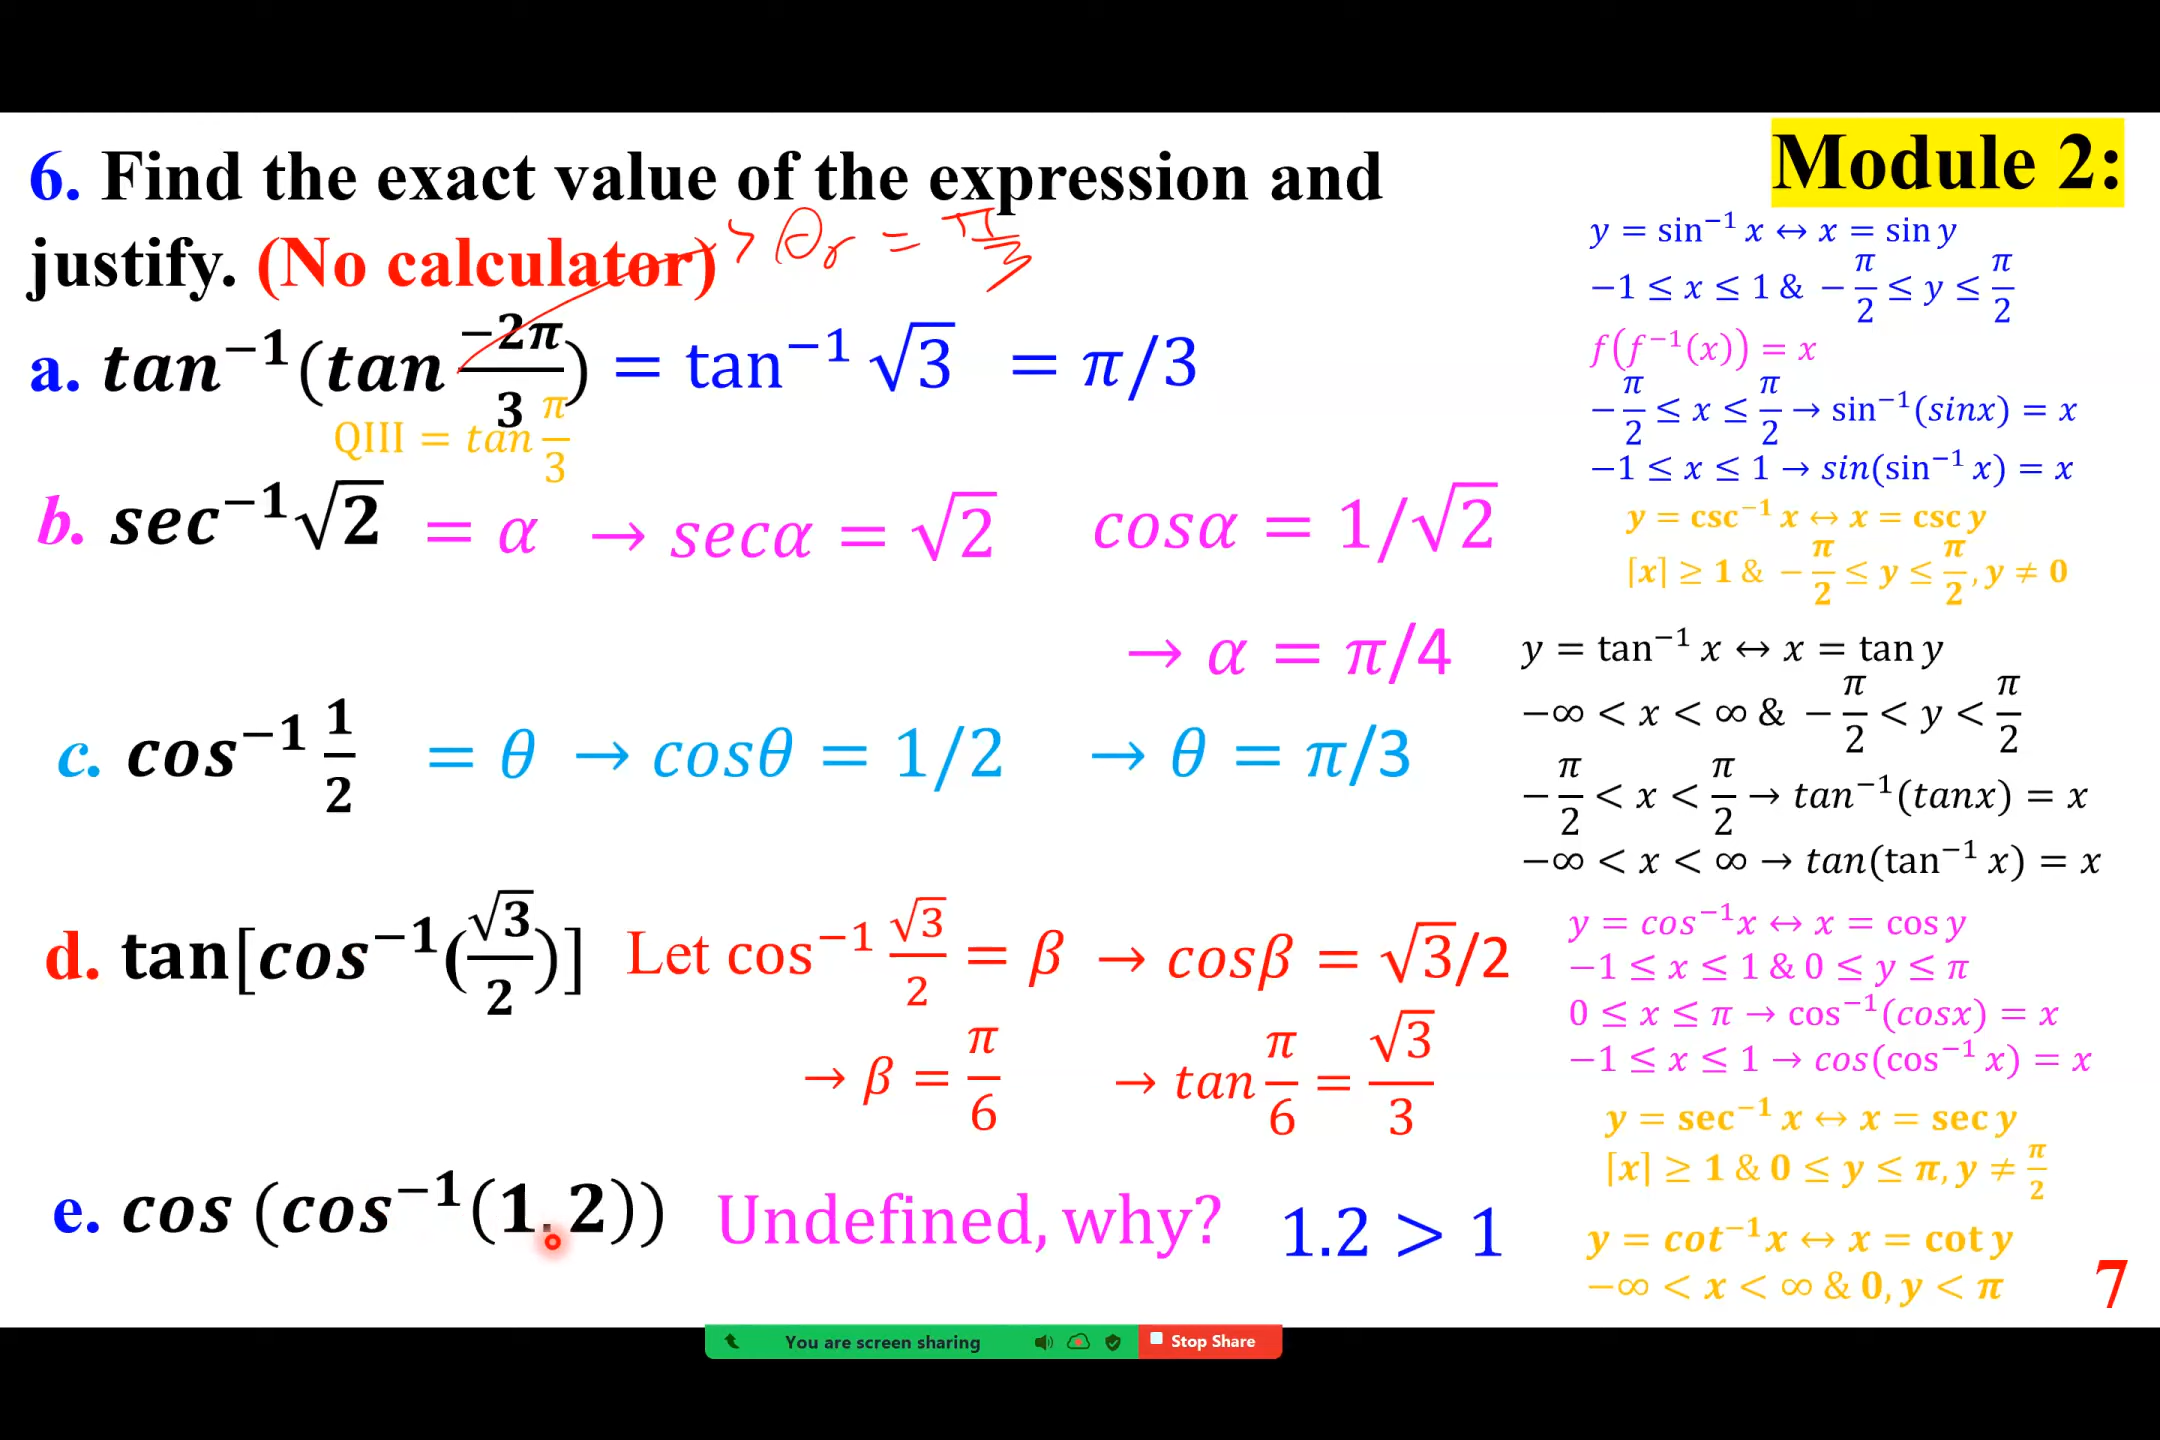 6. Find the exact value of the expression and
justify. (No calculator) > θr = π/3
a. tan⁻¹(tan −2π/3) = tan⁻¹ √3 = π/3
QIII = tan π/3
b. sec⁻¹√2 = α → secα = √2 cosα = 1/√2
→ α = π/4
c. cos⁻¹ 1/2 = θ → cosθ = 1/2 → θ = π/3
d. tan[cos⁻¹(√3/2)] Let cos⁻¹ √3/2 = β → cosβ = √3/2
→ β = π/6 → tan π/6 = √3/3
e. cos (cos⁻¹(1.2)) Undefined, why? 1.2 > 1
Module 2:
y = sin⁻¹ x ↔ x = sin y
−1 ≤ x ≤ 1 & −π/2 ≤ y ≤ π/2
f(f⁻¹(x)) = x
−π/2 ≤ x ≤ π/2 → sin⁻¹(sinx) = x
−1 ≤ x ≤ 1 → sin(sin⁻¹ x) = x
y = csc⁻¹ x ↔ x = csc y
⌈x⌉ ≥ 1 & −π/2 ≤ y ≤ π/2, y ≠ 0
y = tan⁻¹ x ↔ x = tan y
−∞ < x < ∞ & −π/2 < y < π/2
−π/2 < x < π/2 → tan⁻¹(tanx) = x
−∞ < x < ∞ → tan(tan⁻¹ x) = x
y = cos⁻¹x ↔ x = cos y
−1 ≤ x ≤ 1 & 0 ≤ y ≤ π
0 ≤ x ≤ π → cos⁻¹(cosx) = x
−1 ≤ x ≤ 1 → cos(cos⁻¹ x) = x
y = sec⁻¹ x ↔ x = sec y
⌈x⌉ ≥ 1 & 0 ≤ y ≤ π, y ≠ π/2
y = cot⁻¹x ↔ x = cot y
−∞ < x < ∞ & 0, y < π
7
You are screen sharing Stop Share